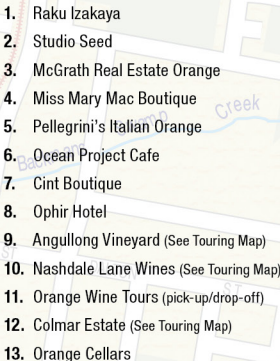 1. Raku Izakaya
2. Studio Seed
3. McGrath Real Estate Orange
4. Miss Mary Mac Boutique
5. Pellegrini's Italian Orange
6. Ocean Project Cafe
7. Cint Boutique
8. Ophir Hotel
9. Angullong Vineyard (See Touring Map)
10. Nashdale Lane Wines (See Touring Map)
11. Orange Wine Tours (pick-up/drop-off)
12. Colmar Estate (See Touring Map)
13. Orange Cellars
Creek